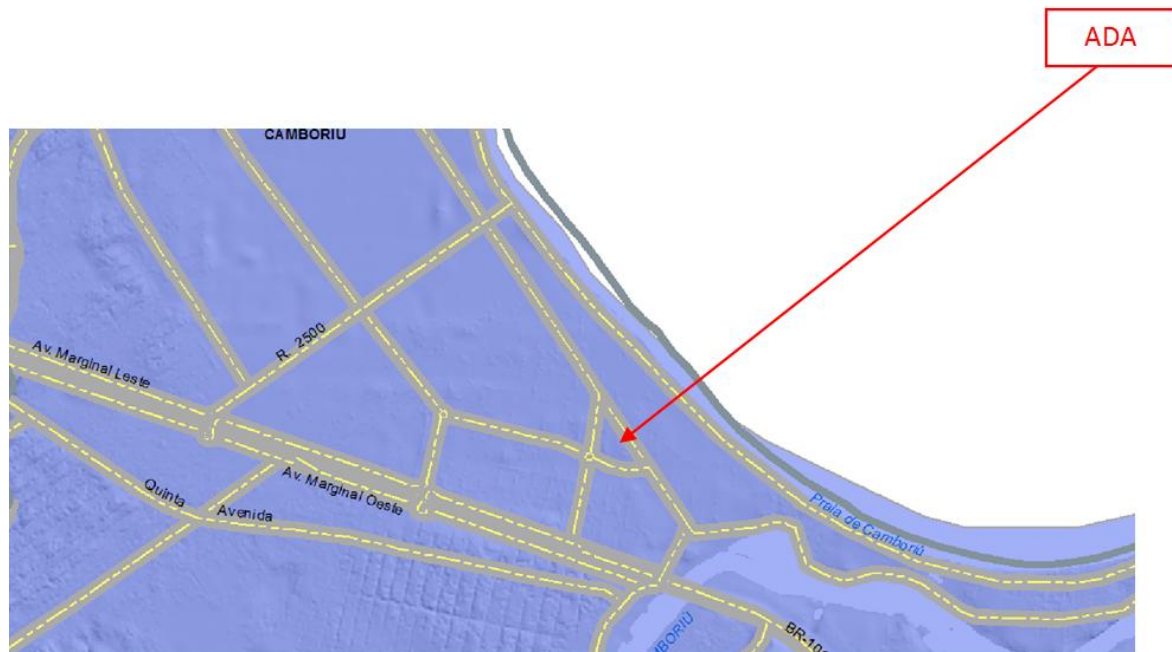 ADA
CAMBORIU
R. 2500
Av. Marginal Leste
Av. Marginal Oeste
Quinta Avenida
Praia de Camboriú